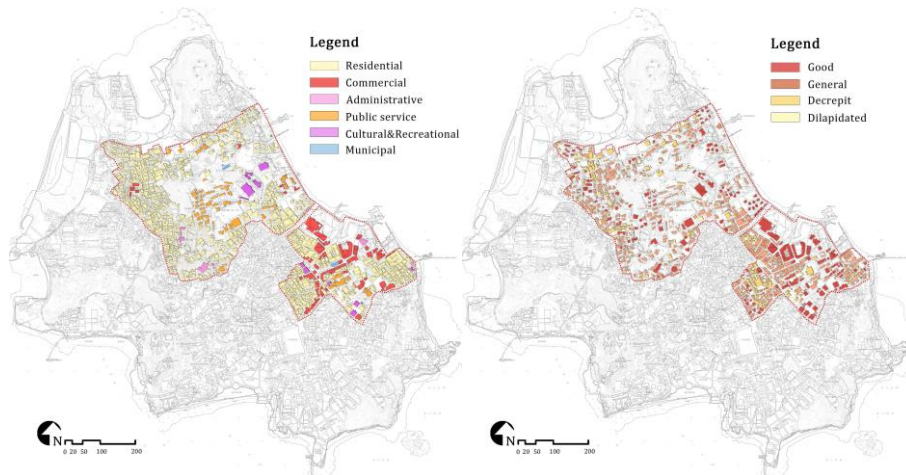 Legend
Residential
Commercial
Administrative
Public service
Cultural&Recreational
Municipal
N
0 20 50 100 200
Legend
Good
General
Decrepit
Dilapidated
N
0 20 50 100 200